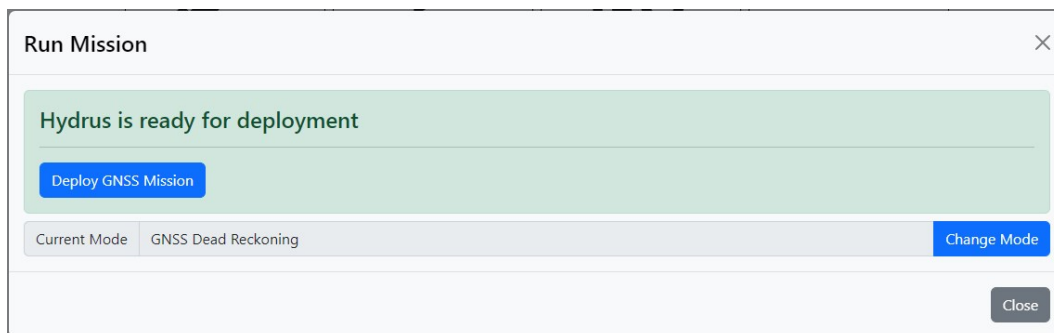 Run Mission
Hydrus is ready for deployment
Deploy GNSS Mission
Current Mode GNSS Dead Reckoning Change Mode
Close